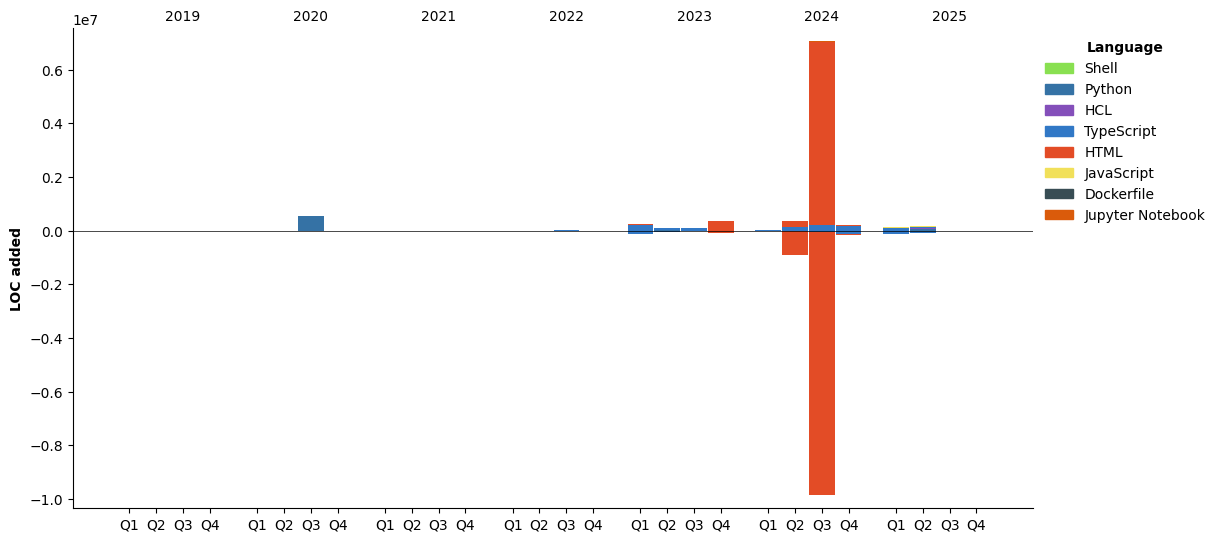 1e7
2019 2020 2021 2022 2023 2024 2025
Language
Shell
Python
HCL
TypeScript
HTML
JavaScript
Dockerfile
Jupyter Notebook
LOC added
0.6
0.4
0.2
0.0
−0.2
−0.4
−0.6
−0.8
−1.0
Q1 Q2 Q3 Q4 Q1 Q2 Q3 Q4 Q1 Q2 Q3 Q4 Q1 Q2 Q3 Q4 Q1 Q2 Q3 Q4 Q1 Q2 Q3 Q4 Q1 Q2 Q3 Q4